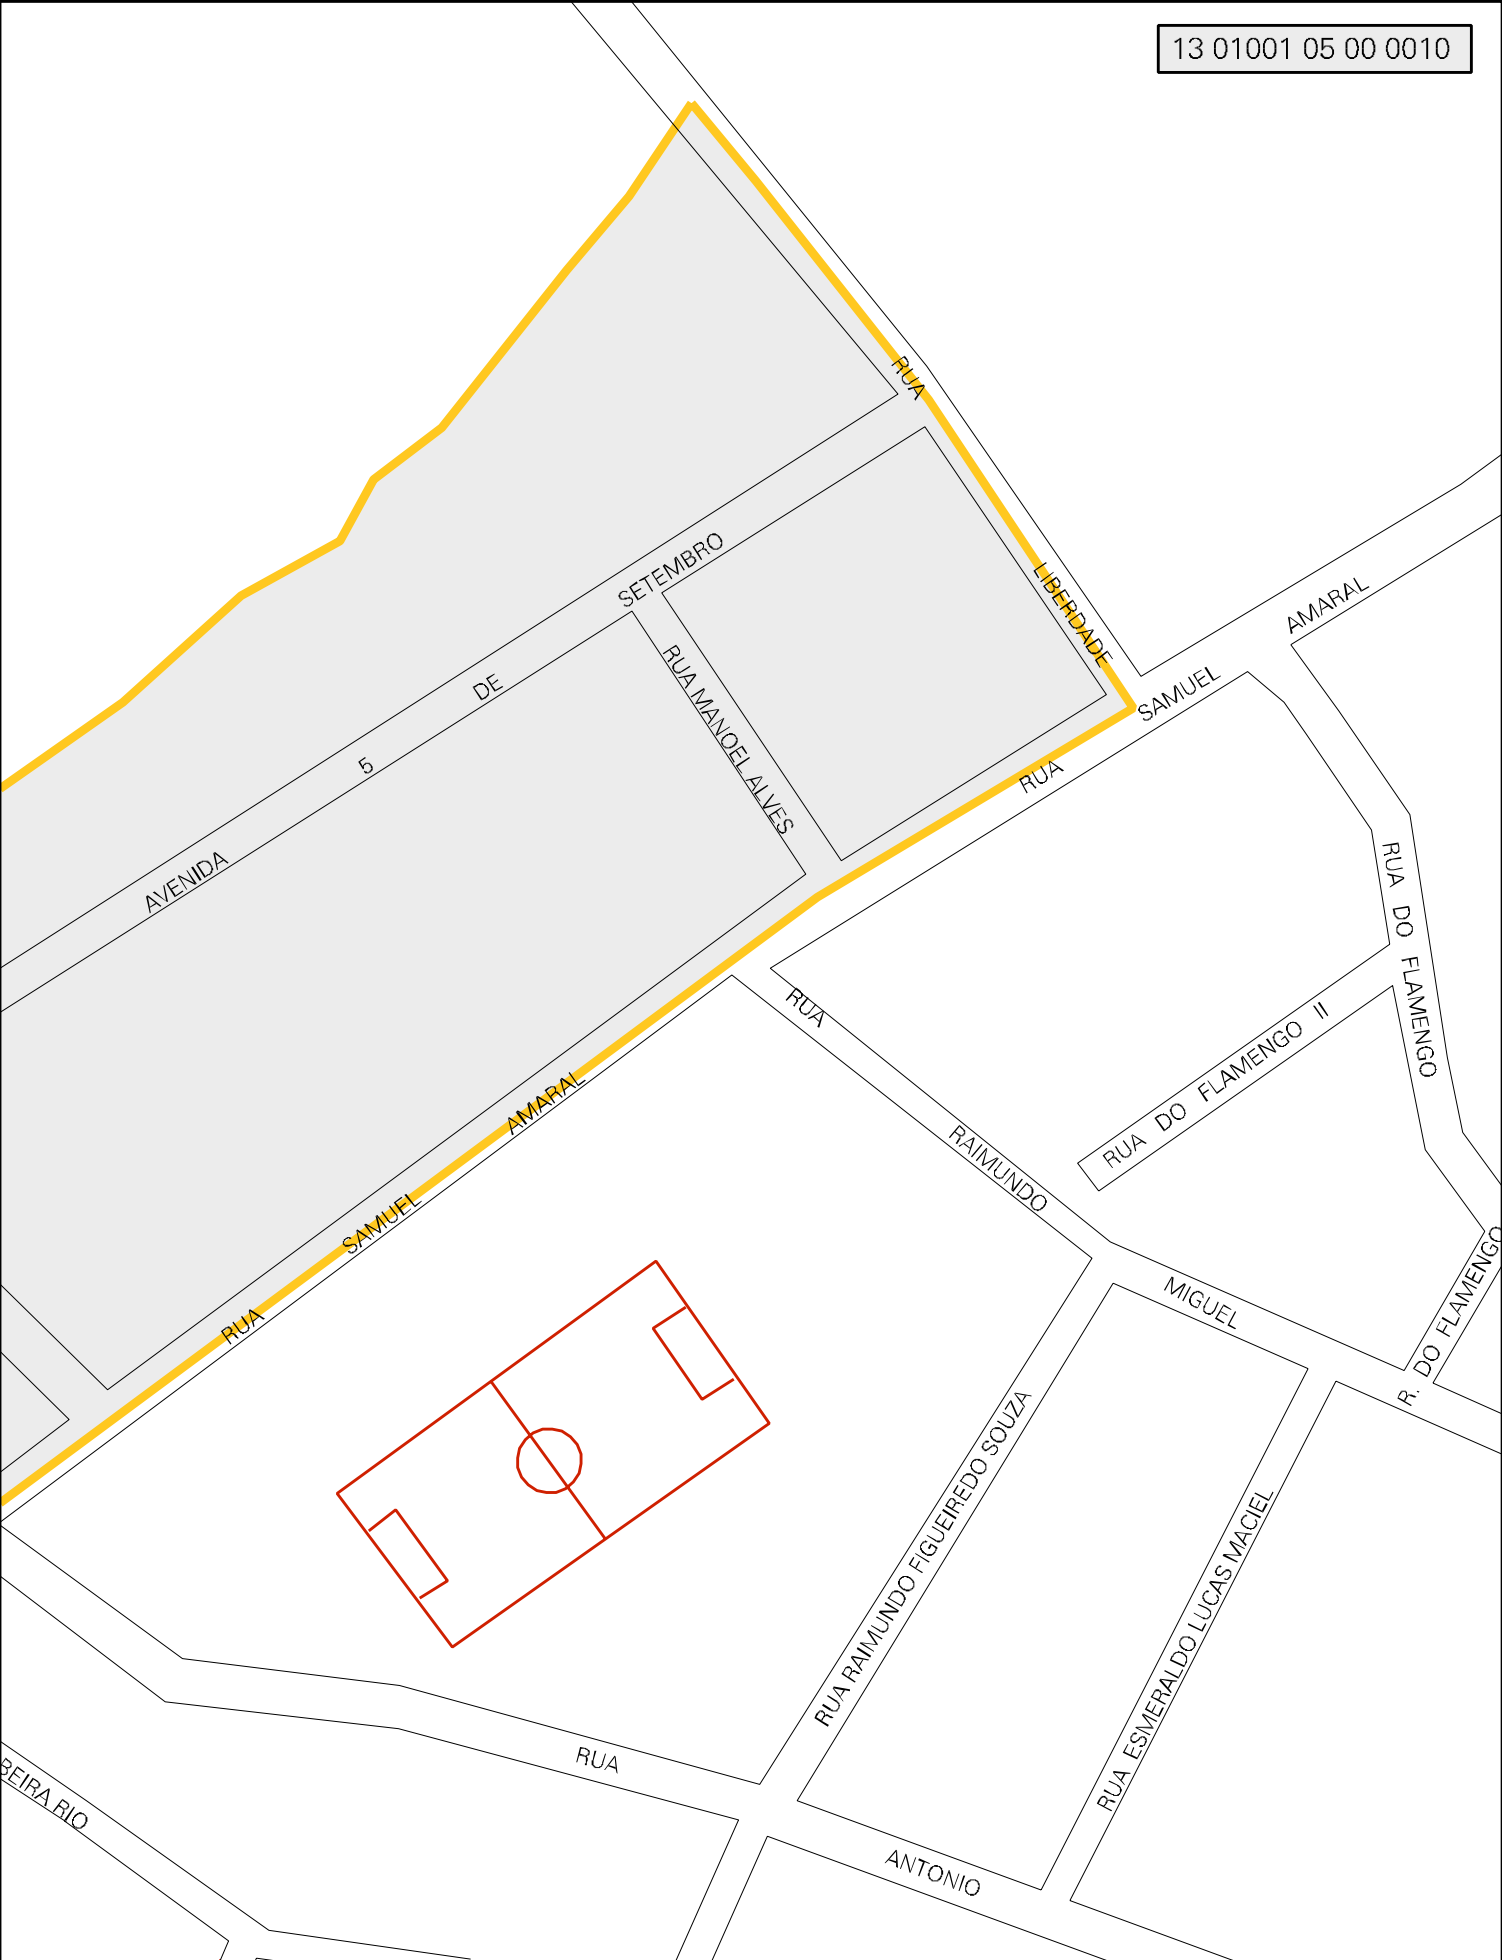 13 01001 05 00 0010
RUA LIBERDADE
AVENIDA 5 DE SETEMBRO
RUA MANOEL ALVES
RUA SAMUEL AMARAL
RUA SAMUEL AMARAL
RUA DO FLAMENGO
RUA DO FLAMENGO II
RUA RAIMUNDO MIGUEL
R. DO FLAMENGO
RUA RAIMUNDO FIGUEIREDO SOUZA
RUA ESMERALDO LUCAS MACIEL
RUA ANTONIO
BEIRA RIO